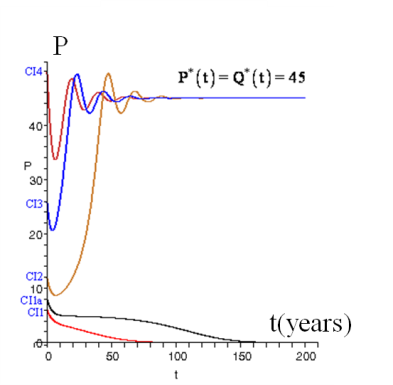 P
CI4
P*(t) = Q*(t) = 45
40
P
30
CI3
20
CI2
10
CI1a
CI1
t(years)
0
0 50 100 150 200
t